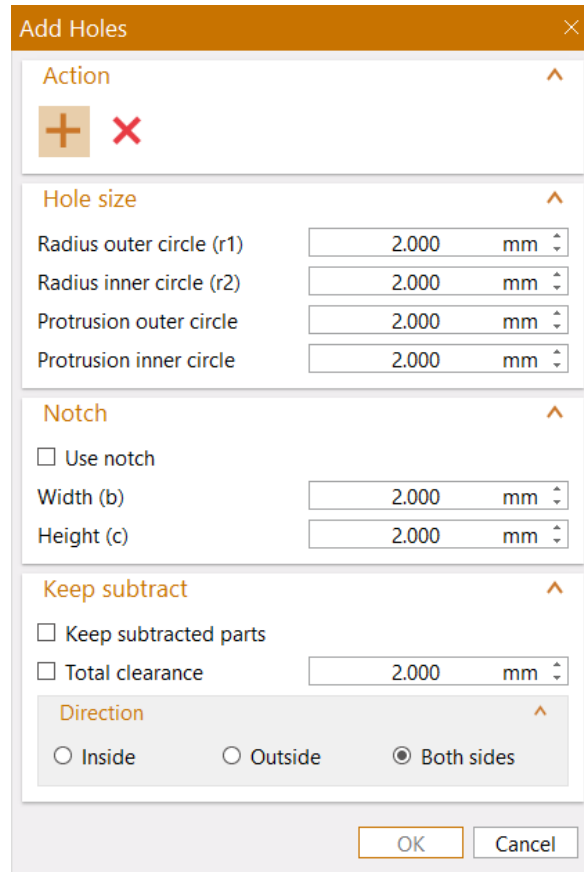 Add Holes
Action
Hole size
Radius outer circle (r1) 2.000 mm
Radius inner circle (r2) 2.000 mm
Protrusion outer circle 2.000 mm
Protrusion inner circle 2.000 mm
Notch
Use notch
Width (b) 2.000 mm
Height (c) 2.000 mm
Keep subtract
Keep subtracted parts
Total clearance 2.000 mm
Direction
Inside Outside Both sides
OK Cancel